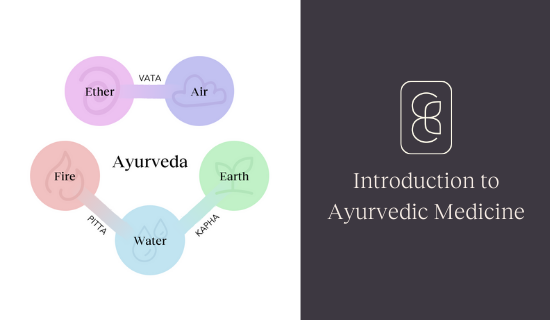 VATA
Ether
Air
Ayurveda
Fire
Earth
PITTA
KAPHA
Water
Introduction to
Ayurvedic Medicine